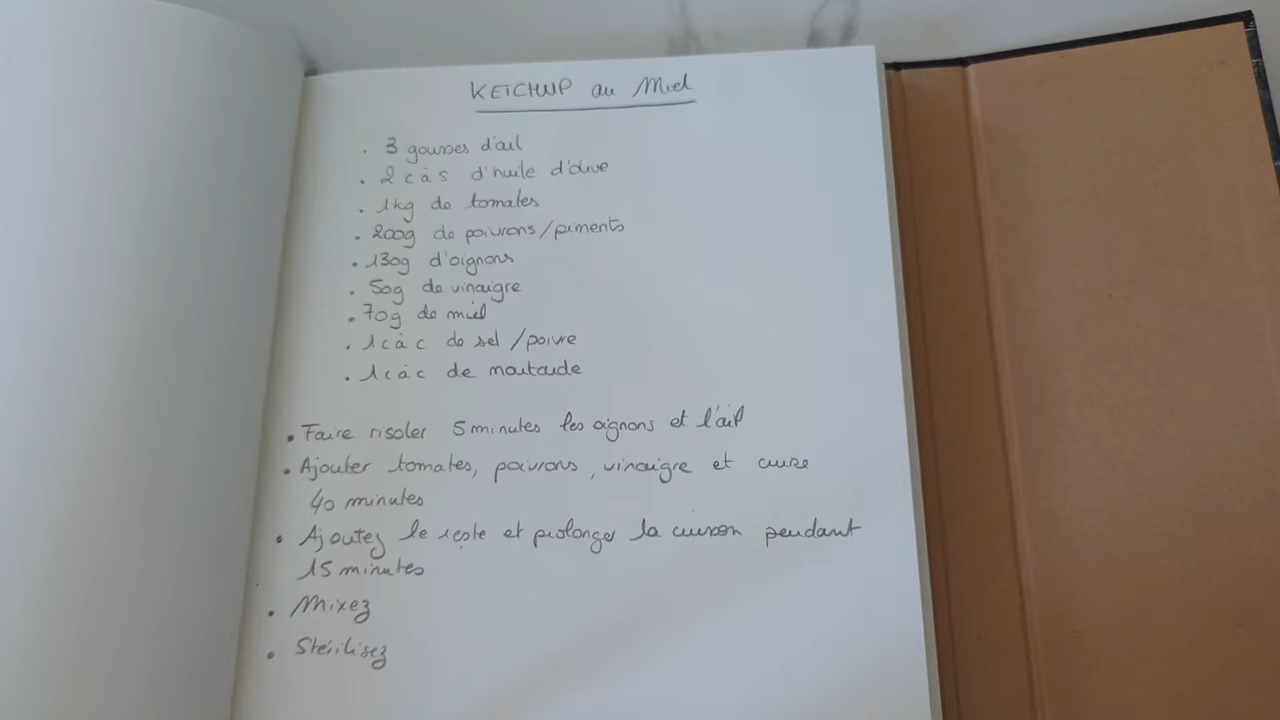 KETCHUP au Miel
. 3 gousses d'ail
. 2 c à s d'huile d'olive
. 1kg de tomates
. 200g de poivrons/piments
. 130g d'oignons
. 50g de vinaigre
. 70g de miel
. 1 c à c de sel /poivre
. 1 c à c de moutarde
• Faire risoler 5 minutes les oignons et l'ail
• Ajouter tomates, poivrons, vinaigre et cuire
40 minutes
• Ajoutez le reste et prolonger la cuisson pendant
15 minutes
• Mixez
• Stérilisez